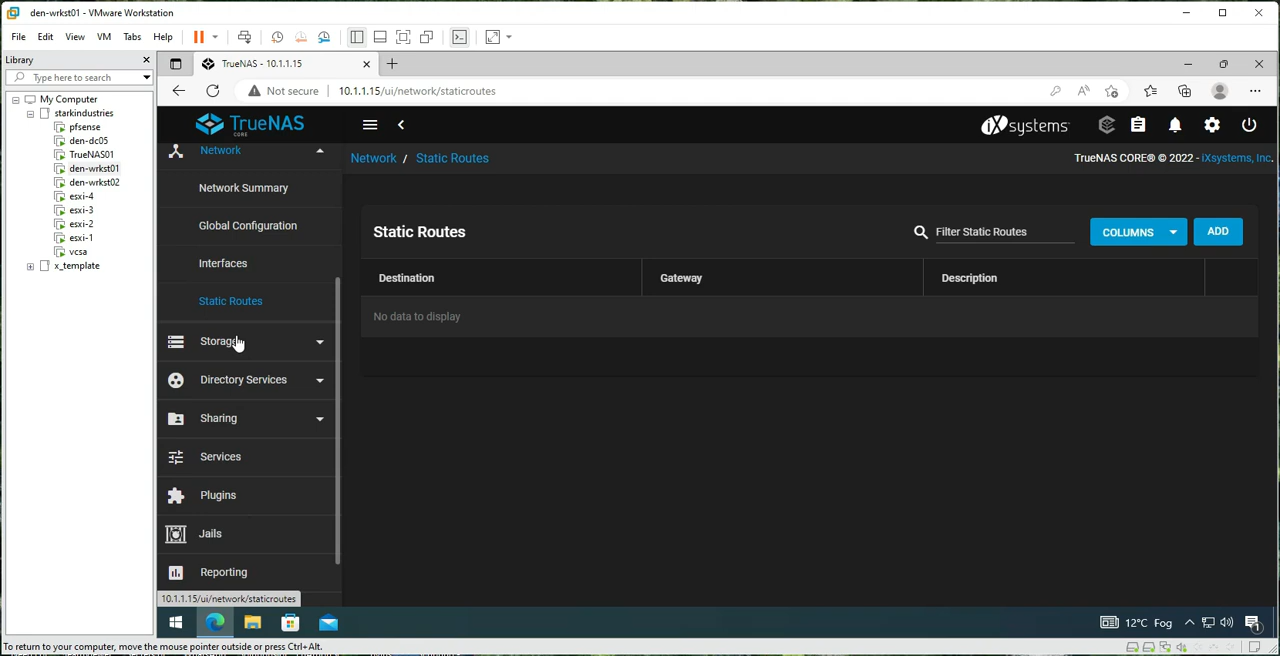 den-wrkst01 - VMware Workstation
File Edit View VM Tabs Help
Library
Type here to search
My Computer
starkindustries
pfsense
den-dc05
TrueNAS01
den-wrkst01
den-wrkst02
esxi-4
esxi-3
esxi-2
esxi-1
vcsa
x_template
TrueNAS - 10.1.1.15
Not secure 10.1.1.15/ui/network/staticroutes
TrueNAS
CORE
iXsystems
Network
Network Summary
Global Configuration
Interfaces
Static Routes
Storage
Directory Services
Sharing
Services
Plugins
Jails
Reporting
10.1.1.15/ui/network/staticroutes
Network / Static Routes
TrueNAS CORE® © 2022 - iXsystems, Inc.
Static Routes
Filter Static Routes
COLUMNS
ADD
Destination Gateway Description
No data to display
12°C Fog
1
To return to your computer, move the mouse pointer outside or press Ctrl+Alt.